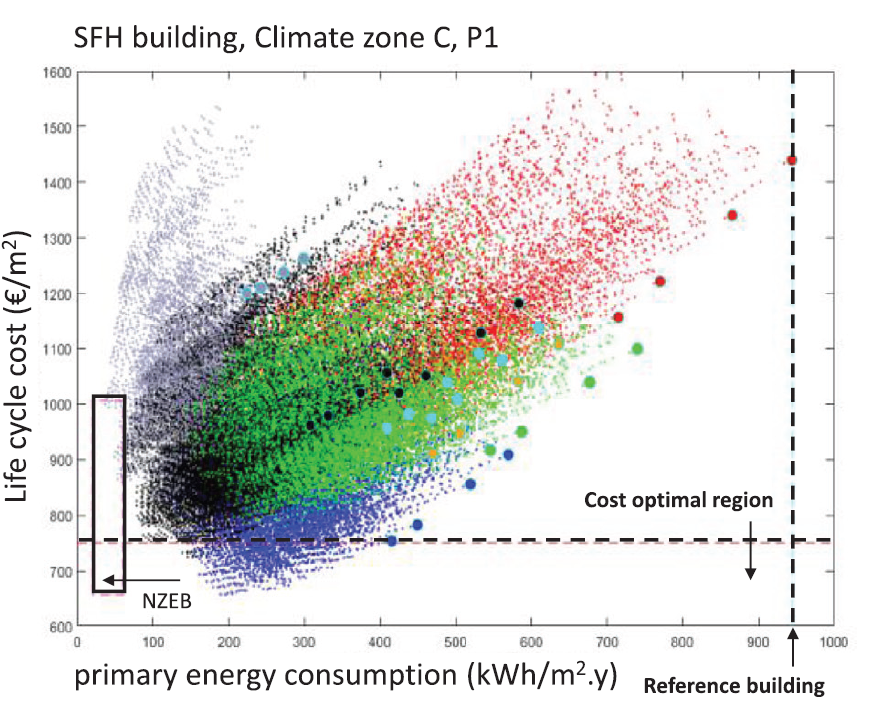 SFH building, Climate zone C, P1
Life cycle cost (€/m²)
1600
1500
1400
1300
1200
1100
1000
900
800
700
600
Cost optimal region
NZEB
0 100 200 300 400 500 600 700 800 900 1000
primary energy consumption (kWh/m².y)
Reference building